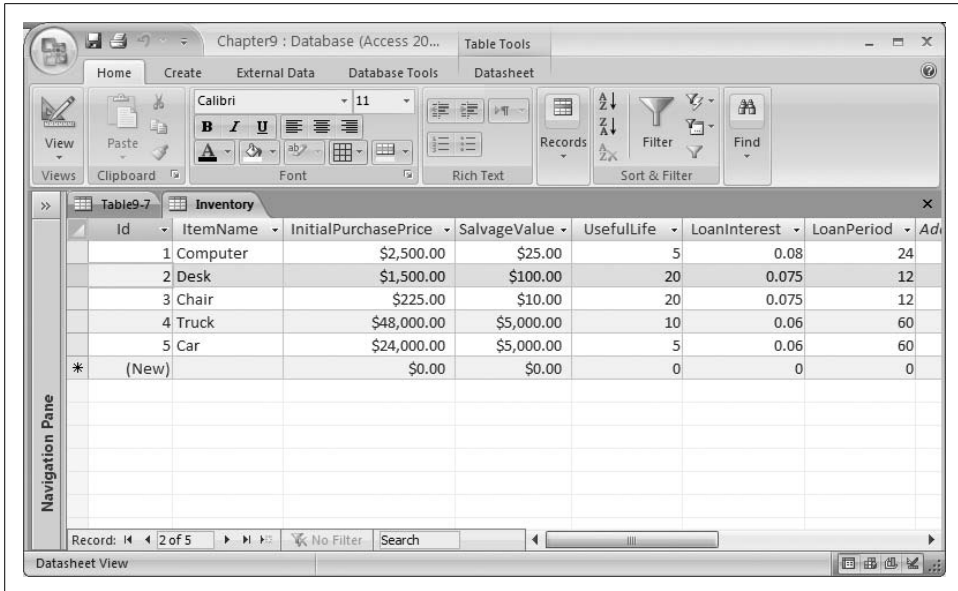 Chapter9 : Database (Access 20...
Table Tools
Home Create External Data Database Tools Datasheet
Calibri 11
B I U
A ab
View Paste Records Filter Find
Views Clipboard Font Rich Text Sort & Filter
Table9-7 Inventory
Id ItemName InitialPurchasePrice SalvageValue UsefulLife LoanInterest LoanPeriod
1 Computer $2,500.00 $25.00 5 0.08 24
2 Desk $1,500.00 $100.00 20 0.075 12
3 Chair $225.00 $10.00 20 0.075 12
4 Truck $48,000.00 $5,000.00 10 0.06 60
5 Car $24,000.00 $5,000.00 5 0.06 60
* (New) $0.00 $0.00 0 0 0
Navigation Pane
Record: 2 of 5 No Filter Search
Datasheet View